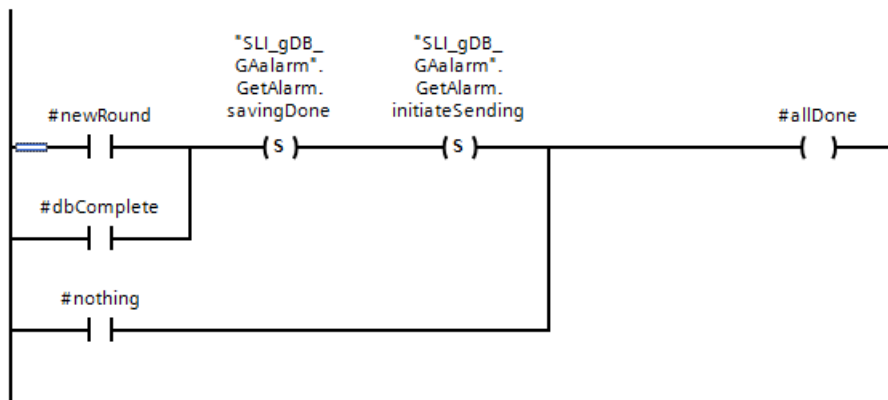 "SLI_gDB_
GAalarm".
GetAlarm.
savingDone
"SLI_gDB_
GAalarm".
GetAlarm.
initiateSending
#newRound
#allDone
S
S
#dbComplete
#nothing